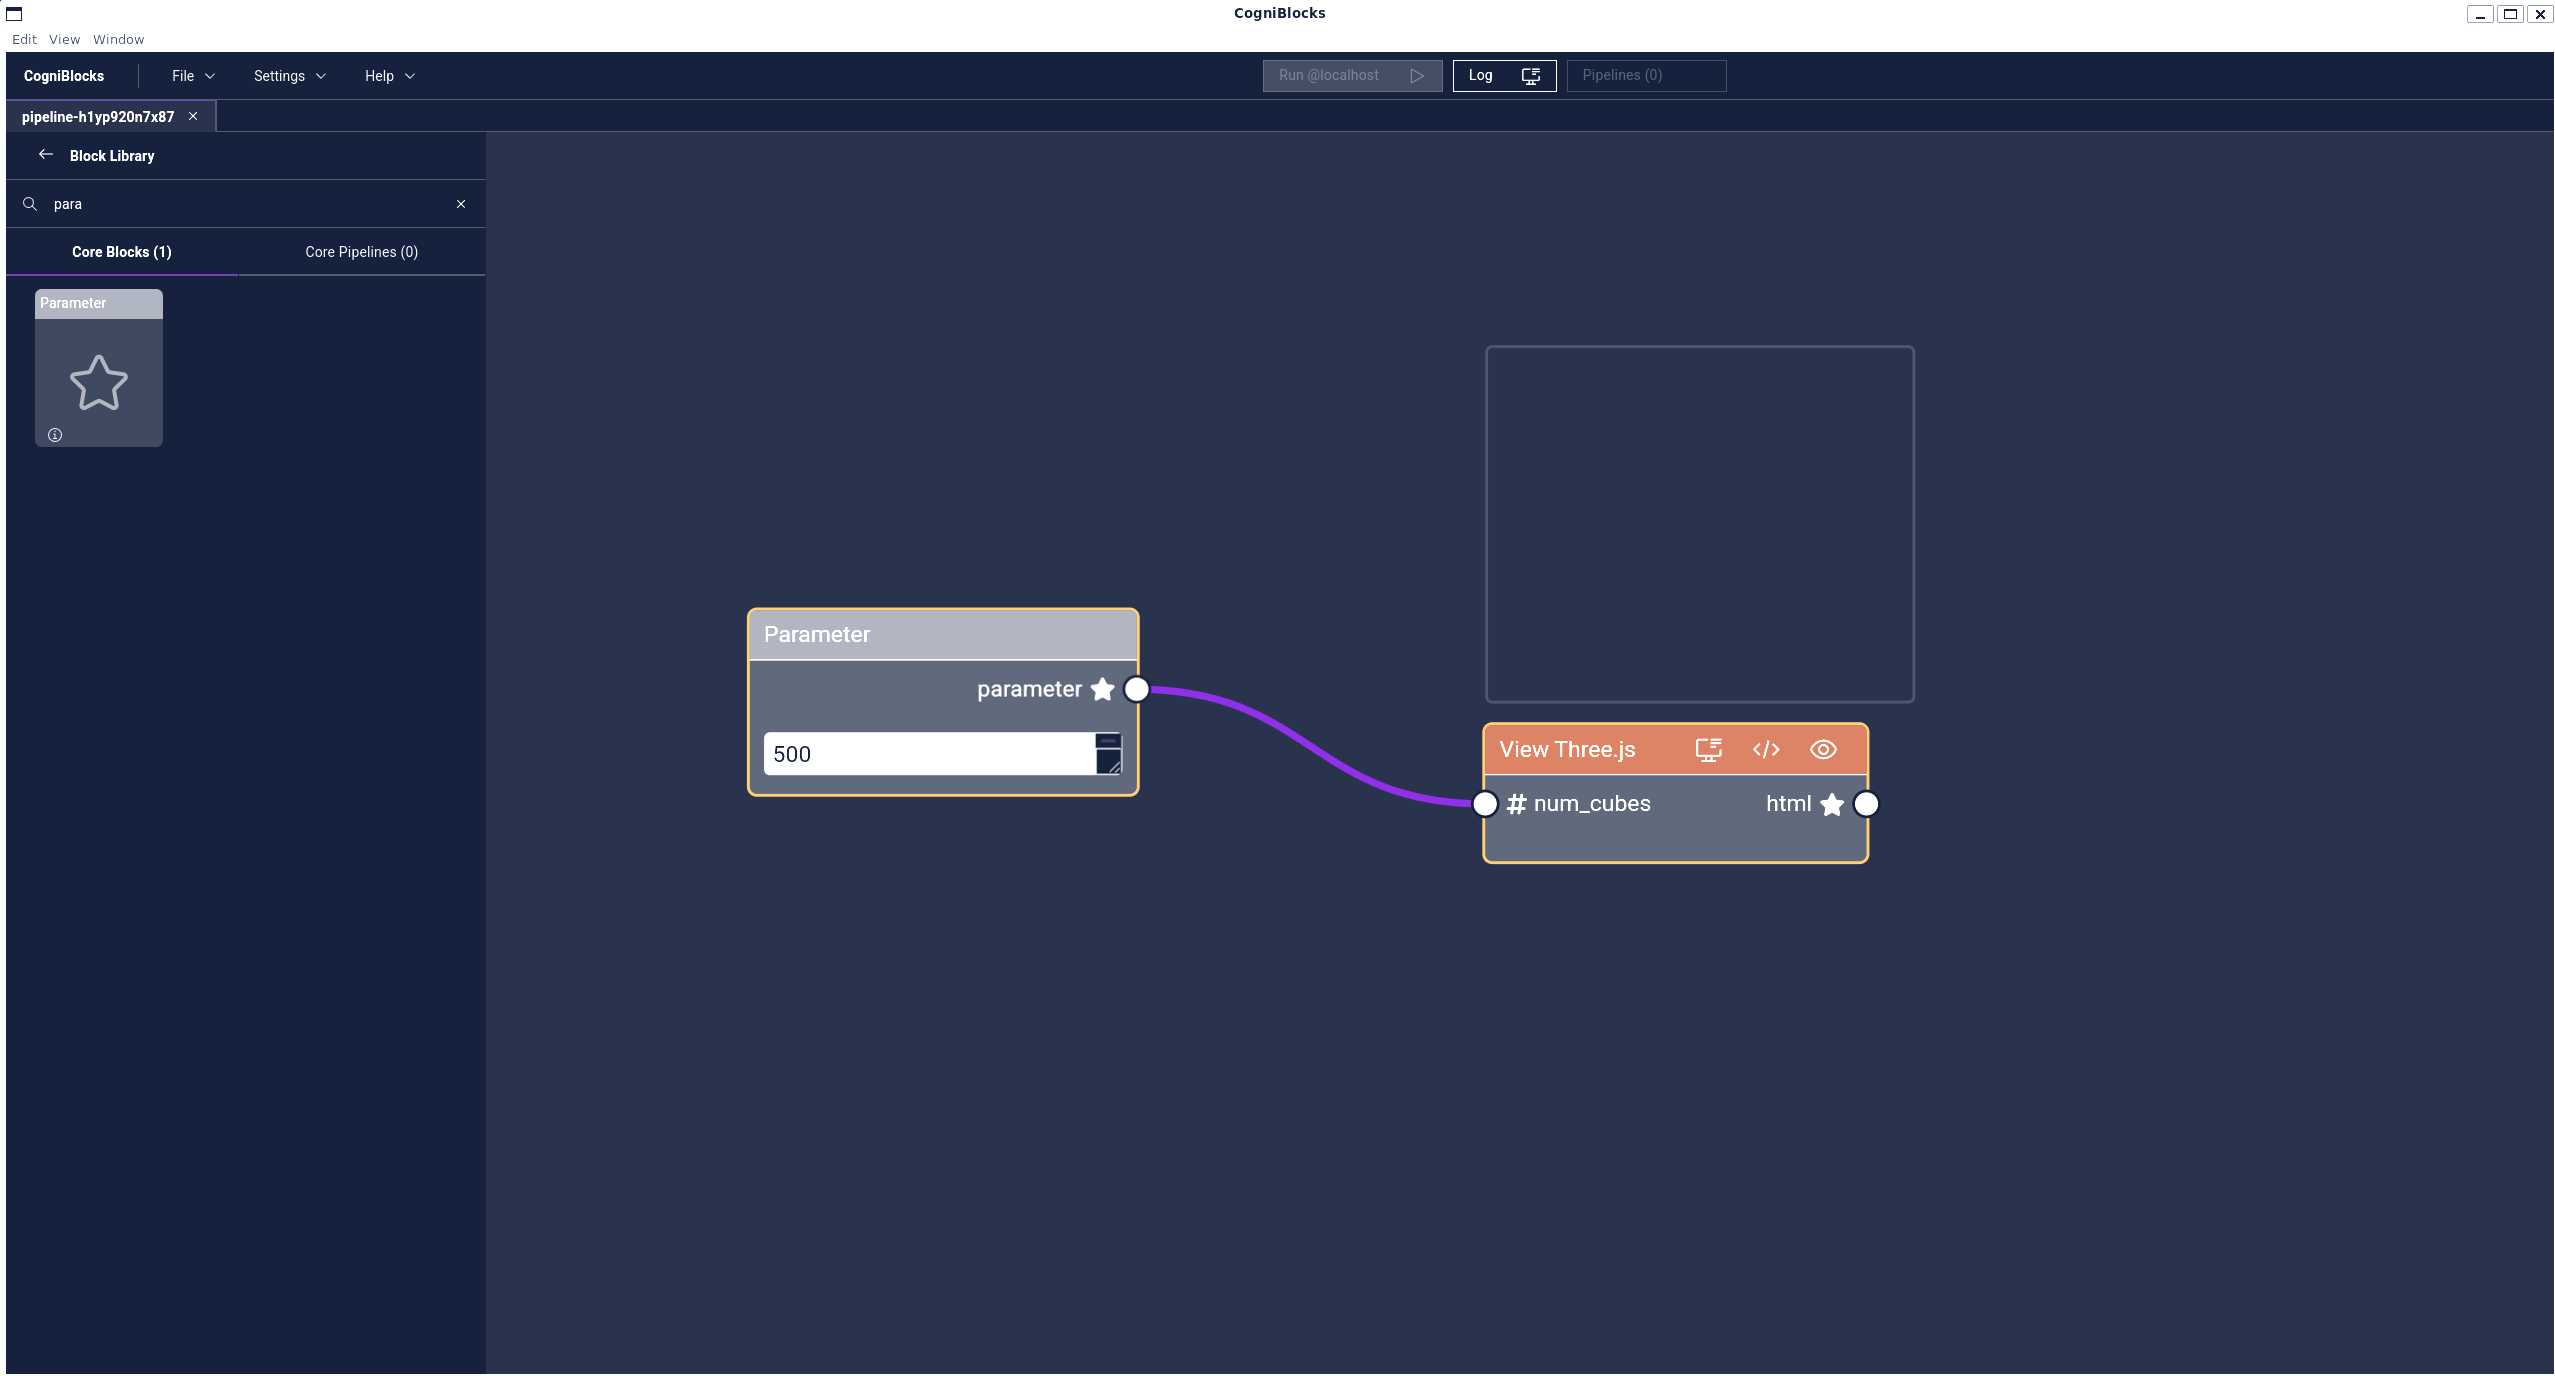 CogniBlocks
Edit View Window
CogniBlocks File Settings Help Run @localhost Log Pipelines (0)
pipeline-h1yp920n7x87
Block Library
para
Core Blocks (1) Core Pipelines (0)
Parameter
Parameter
parameter
500
View Three.js </>
# num_cubes html